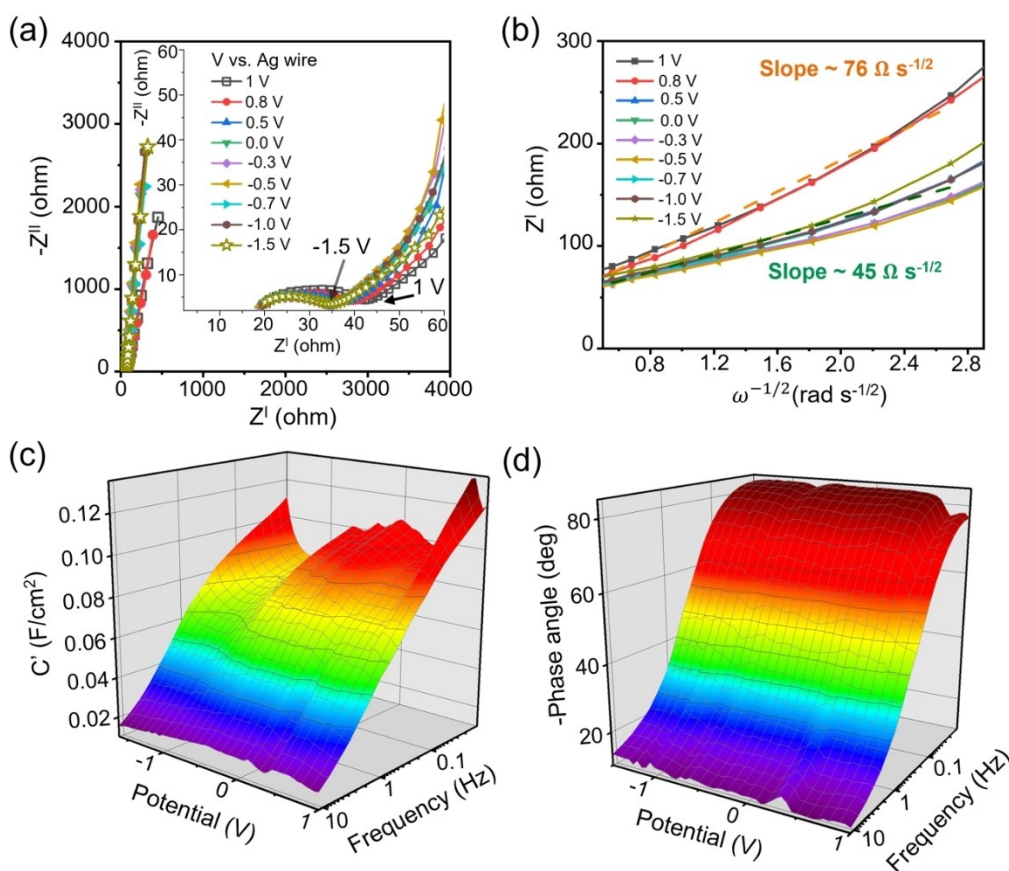 (a)
4000
3000
2000
1000
0
-Z^II (ohm)
0 1000 2000 3000 4000
Z^I (ohm)
60
50
40
30
20
10
-Z^II (ohm)
10 20 30 40 50 60
Z^I (ohm)
V vs. Ag wire
1 V
0.8 V
0.5 V
0.0 V
-0.3 V
-0.5 V
-0.7 V
-1.0 V
-1.5 V
-1.5 V
1 V
(b)
300
200
100
0
Z^I (ohm)
1 V
0.8 V
0.5 V
0.0 V
-0.3 V
-0.5 V
-0.7 V
-1.0 V
-1.5 V
Slope ~ 76 Ω s^-1/2
Slope ~ 45 Ω s^-1/2
0.8 1.2 1.6 2.0 2.4 2.8
ω^−1/2(rad s^-1/2)
(c)
0.12
0.10
0.08
0.06
0.04
0.02
C' (F/cm²)
-1 0 1
Potential (V)
10 1 0.1
Frequency (Hz)
(d)
80
60
40
20
-Phase angle (deg)
-1 0 1
Potential (V)
10 1 0.1
Frequency (Hz)